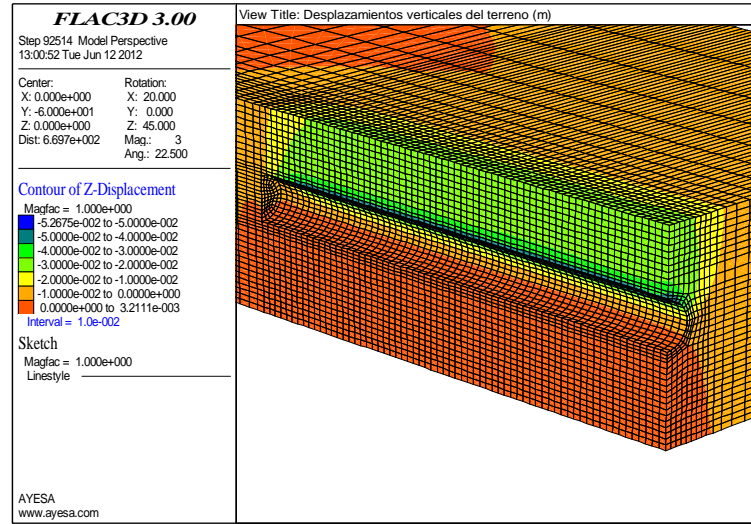 FLAC3D 3.00
Step 92514 Model Perspective
13:00:52 Tue Jun 12 2012
Center:
X: 0.000e+000
Y: -6.000e+001
Z: 0.000e+000
Dist: 6.697e+002
Rotation:
X: 20.000
Y: 0.000
Z: 45.000
Mag.: 3
Ang.: 22.500
Contour of Z-Displacement
Magfac = 1.000e+000
-5.2675e-002 to -5.0000e-002
-5.0000e-002 to -4.0000e-002
-4.0000e-002 to -3.0000e-002
-3.0000e-002 to -2.0000e-002
-2.0000e-002 to -1.0000e-002
-1.0000e-002 to 0.0000e+000
0.0000e+000 to 3.2111e-003
Interval = 1.0e-002
Sketch
Magfac = 1.000e+000
Linestyle
AYESA
www.ayesa.com
View Title: Desplazamientos verticales del terreno (m)